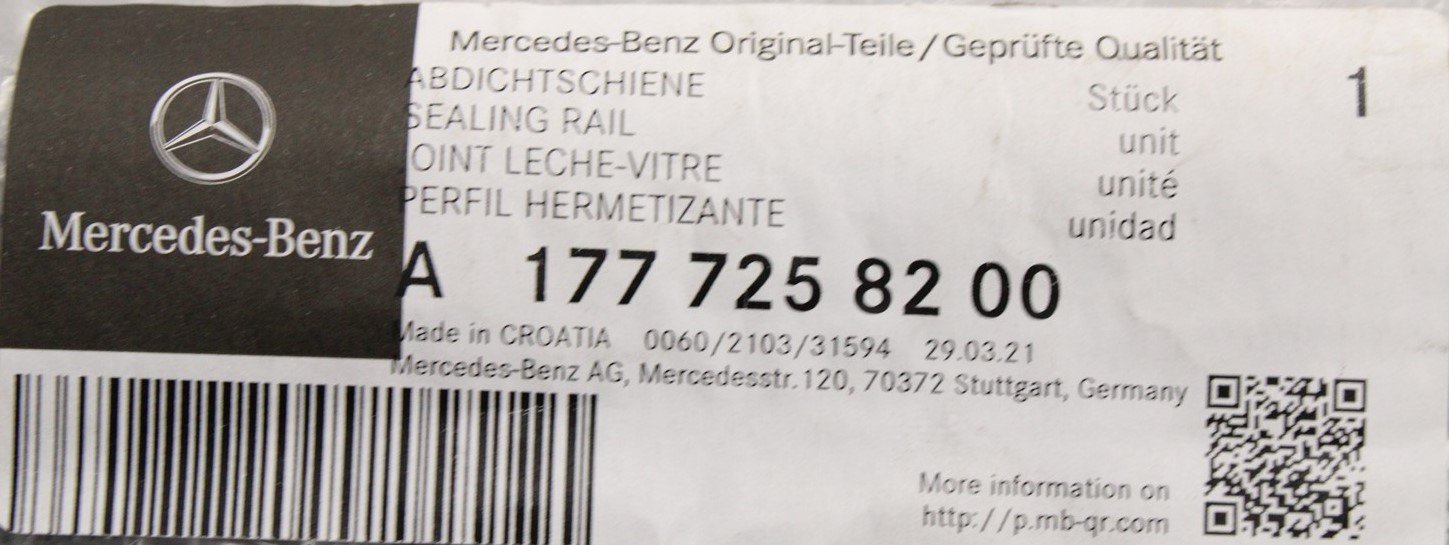 Mercedes-Benz
Mercedes-Benz Original-Teile/Geprüfte Qualität
ABDICHTSCHIENE Stück 1
SEALING RAIL unit
JOINT LECHE-VITRE unité
PERFIL HERMETIZANTE unidad
A 177 725 82 00
Made in CROATIA 0060/2103/31594 29.03.21
Mercedes-Benz AG, Mercedesstr.120, 70372 Stuttgart, Germany
More information on
http://p.mb-qr.com